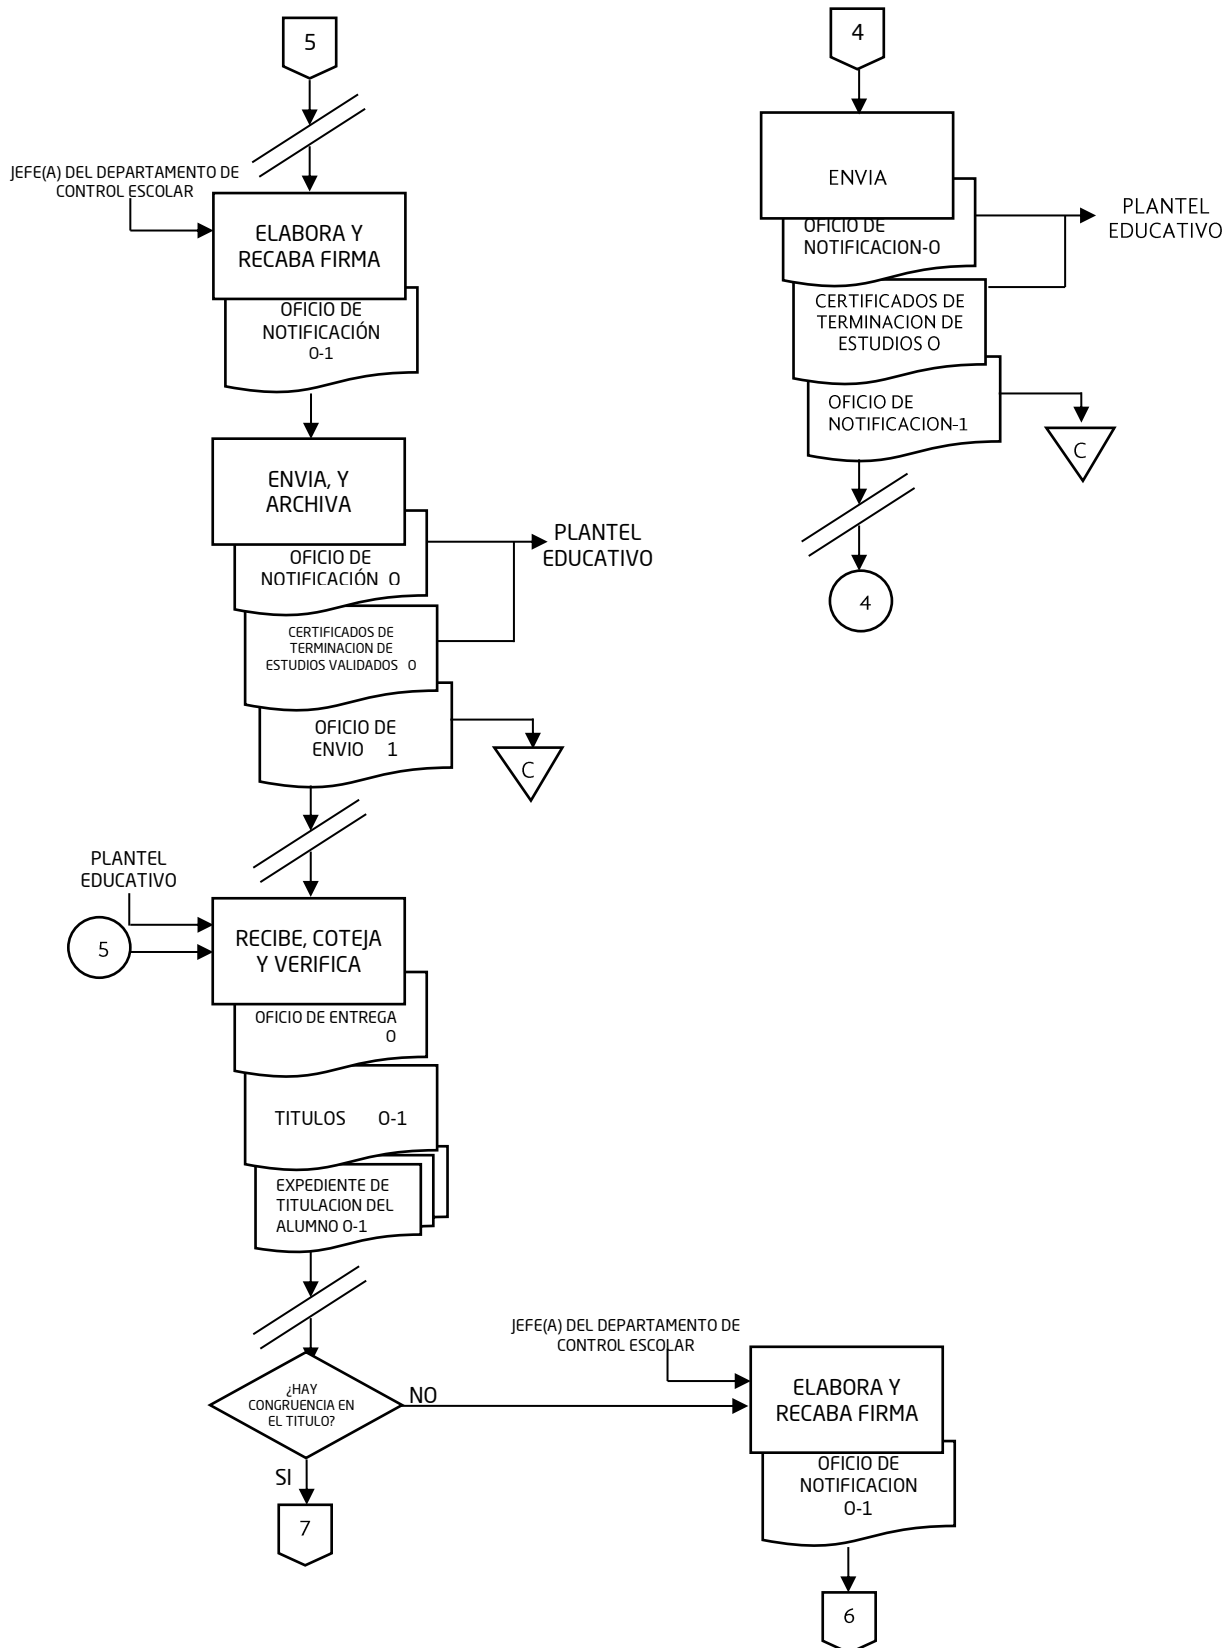 5
JEFE(A) DEL DEPARTAMENTO DE
CONTROL ESCOLAR
ELABORA Y
RECABA FIRMA
OFICIO DE
NOTIFICACIÓN
0-1
ENVIA, Y
ARCHIVA
OFICIO DE
NOTIFICACIÓN 0
PLANTEL
EDUCATIVO
CERTIFICADOS DE
TERMINACION DE
ESTUDIOS VALIDADOS 0
OFICIO DE
ENVIO 1
C
PLANTEL
EDUCATIVO
5
RECIBE, COTEJA
Y VERIFICA
OFICIO DE ENTREGA
0
TITULOS 0-1
EXPEDIENTE DE
TITULACION DEL
ALUMNO 0-1
¿HAY
CONGRUENCIA EN
EL TITULO?
NO
SI
7
4
ENVIA
OFICIO DE
NOTIFICACION-0
PLANTEL
EDUCATIVO
CERTIFICADOS DE
TERMINACION DE
ESTUDIOS O
OFICIO DE
NOTIFICACION-1
C
4
JEFE(A) DEL DEPARTAMENTO DE
CONTROL ESCOLAR
ELABORA Y
RECABA FIRMA
OFICIO DE
NOTIFICACION
0-1
6